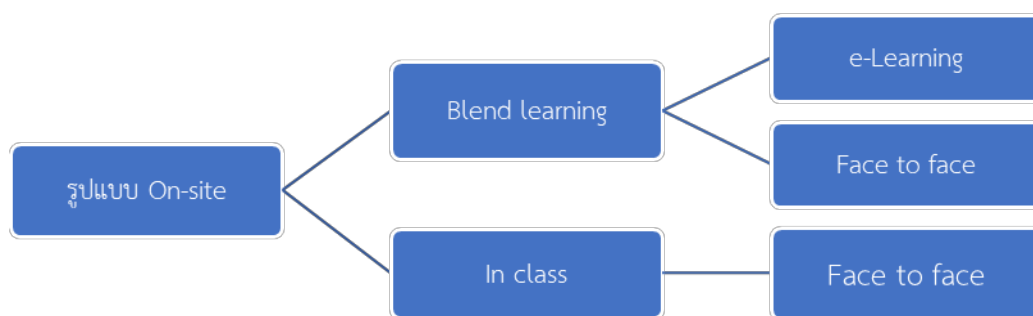 รูปแบบ On-site
Blend learning
e-Learning
Face to face
In class
Face to face